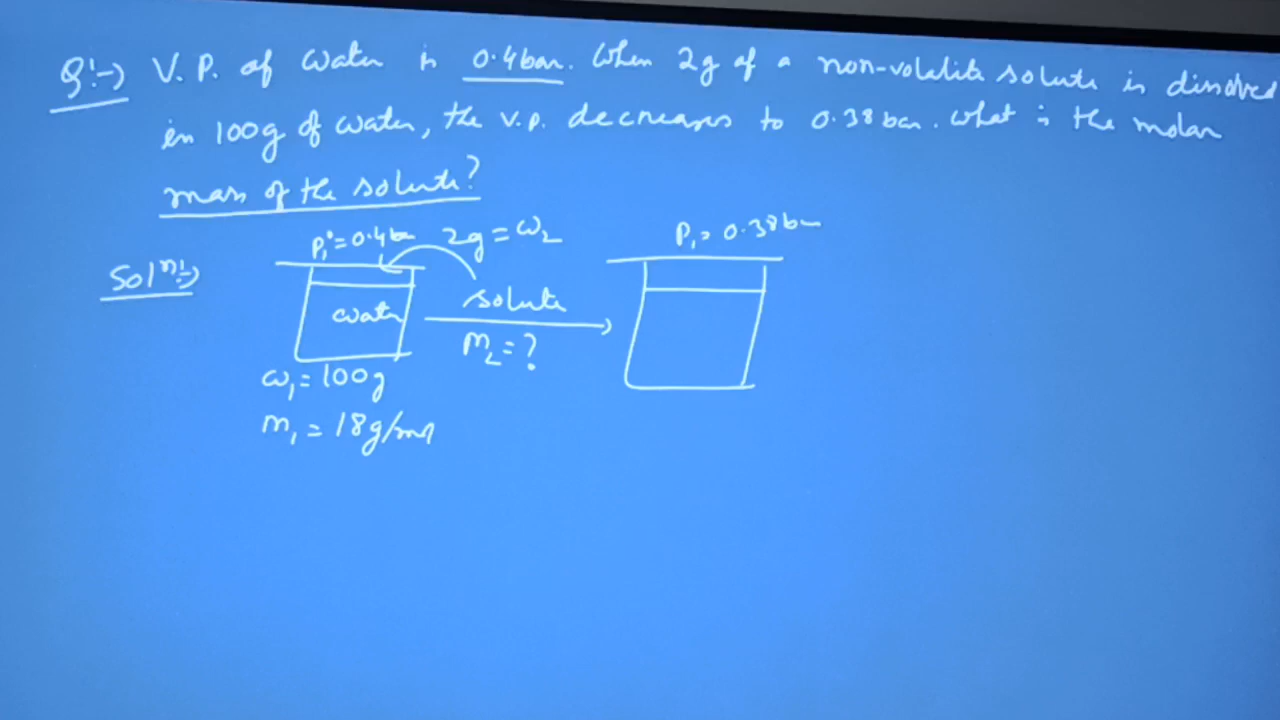 Q:-> V.P. of water is 0.4 bar. When 2g of a non-volatile solute is dissolved
in 100g of water, the v.p. decreases to 0.38 bar. What is the molar
mass of the solute?
Soln:->
P₁° = 0.4 bar
2g = ω₂
P₁ = 0.38 bar
water
solute
M₂ = ?
ω₁ = 100g
M₁ = 18g/mol